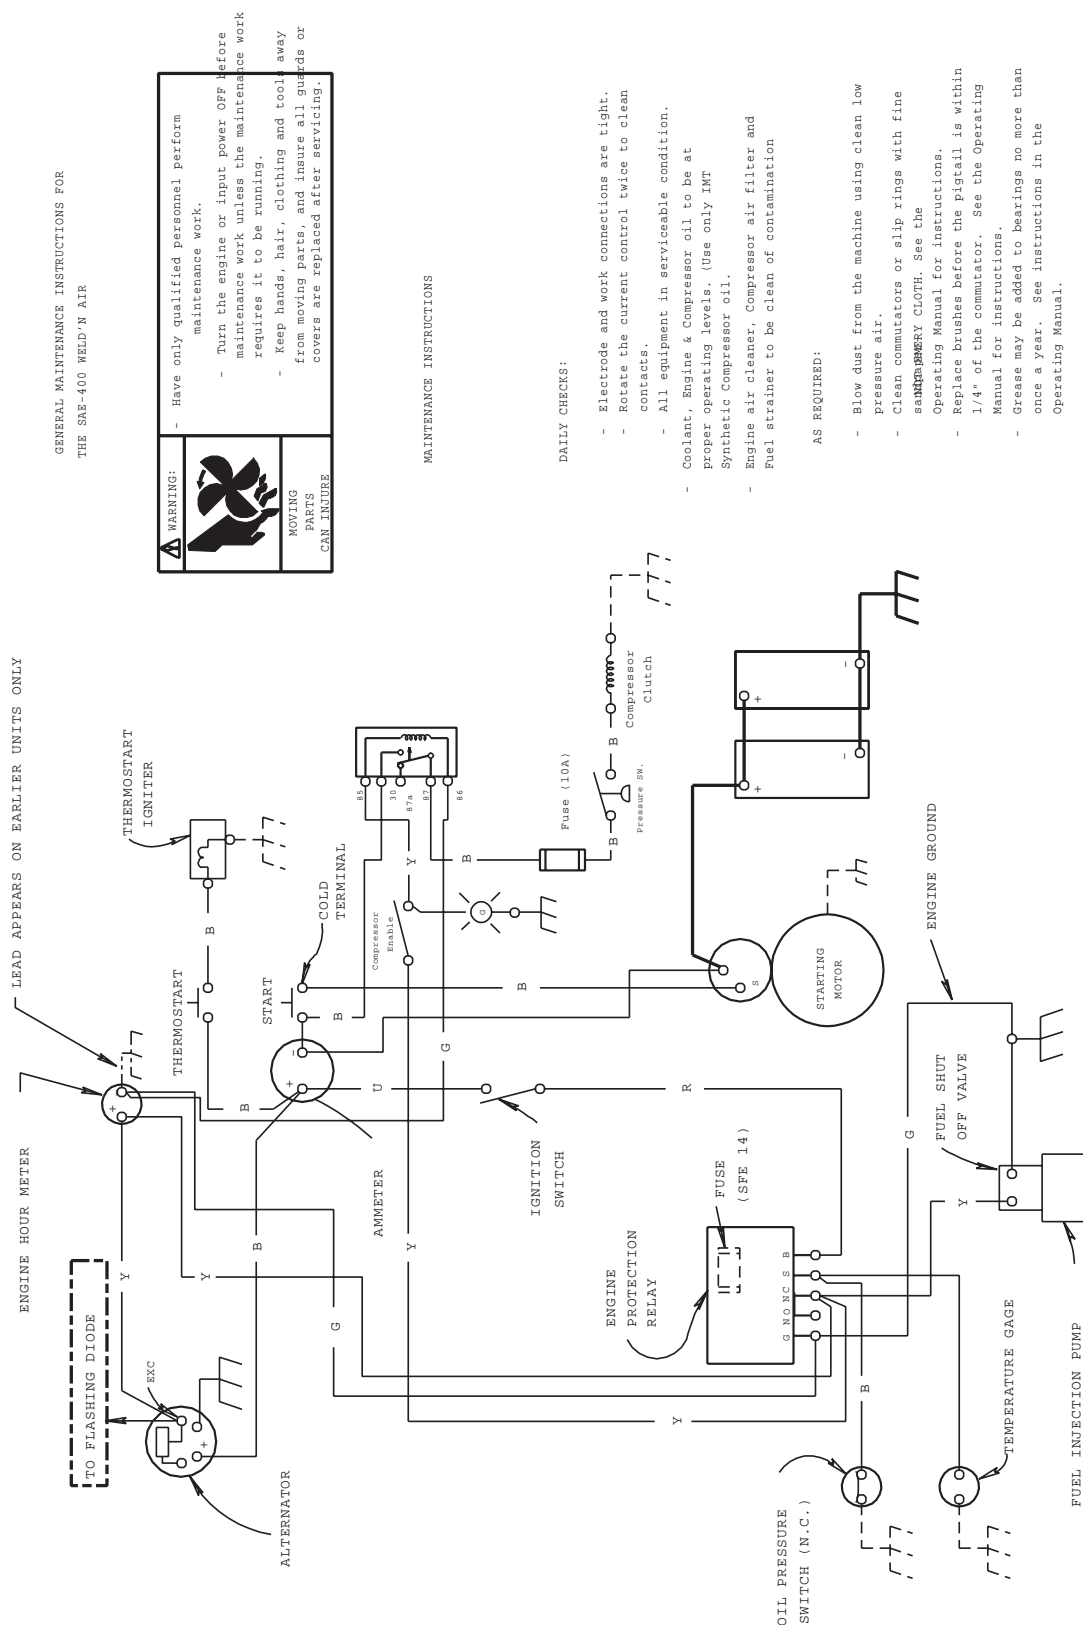 GENERAL MAINTENANCE INSTRUCTIONS FOR
THE SAE-400 WELD'N AIR
WARNING:
MOVING
PARTS
CAN INJURE
- Have only qualified personnel perform
maintenance work.
- Turn the engine or input power OFF before
maintenance work unless the maintenance work
requires it to be running.
- Keep hands, hair, clothing and tools away
from moving parts, and insure all guards or
covers are replaced after servicing.
MAINTENANCE INSTRUCTIONS
DAILY CHECKS:
- Electrode and work connections are tight.
- Rotate the current control twice to clean
contacts.
- All equipment in serviceable condition.
- Coolant, Engine & Compressor oil to be at
proper operating levels. (Use only IMT
Synthetic Compressor oil.
- Engine air cleaner, Compressor air filter and
Fuel strainer to be clean of contamination
AS REQUIRED:
- Blow dust from the machine using clean low
pressure air.
- Clean commutators or slip rings with fine
sandpaper EMERY CLOTH. See the
Operating Manual for instructions.
- Replace brushes before the pigtail is within
1/4" of the commutator. See the Operating
Manual for instructions.
- Grease may be added to bearings no more than
once a year. See instructions in the
Operating Manual.
LEAD APPEARS ON EARLIER UNITS ONLY
ENGINE HOUR METER
+
TO FLASHING DIODE
EXC
+
ALTERNATOR
THERMOSTART
IGNITER
B
THERMOSTART
B
COLD
TERMINAL
START
B
-
+
AMMETER
85
30
87a
87
86
Y
B
Compressor
Enable
G
G
B
Fuse (10A)
B
Pressure SW.
B
Compressor
Clutch
+
-
+
-
S
STARTING
MOTOR
U
IGNITION
SWITCH
R
Y
Y
B
G
Y
Y
FUSE
(SFE 14)
ENGINE
PROTECTION
RELAY
G NO NC S B
B
G
Y
ENGINE GROUND
FUEL SHUT
OFF VALVE
FUEL INJECTION PUMP
TEMPERATURE GAGE
OIL PRESSURE
SWITCH (N.C.)